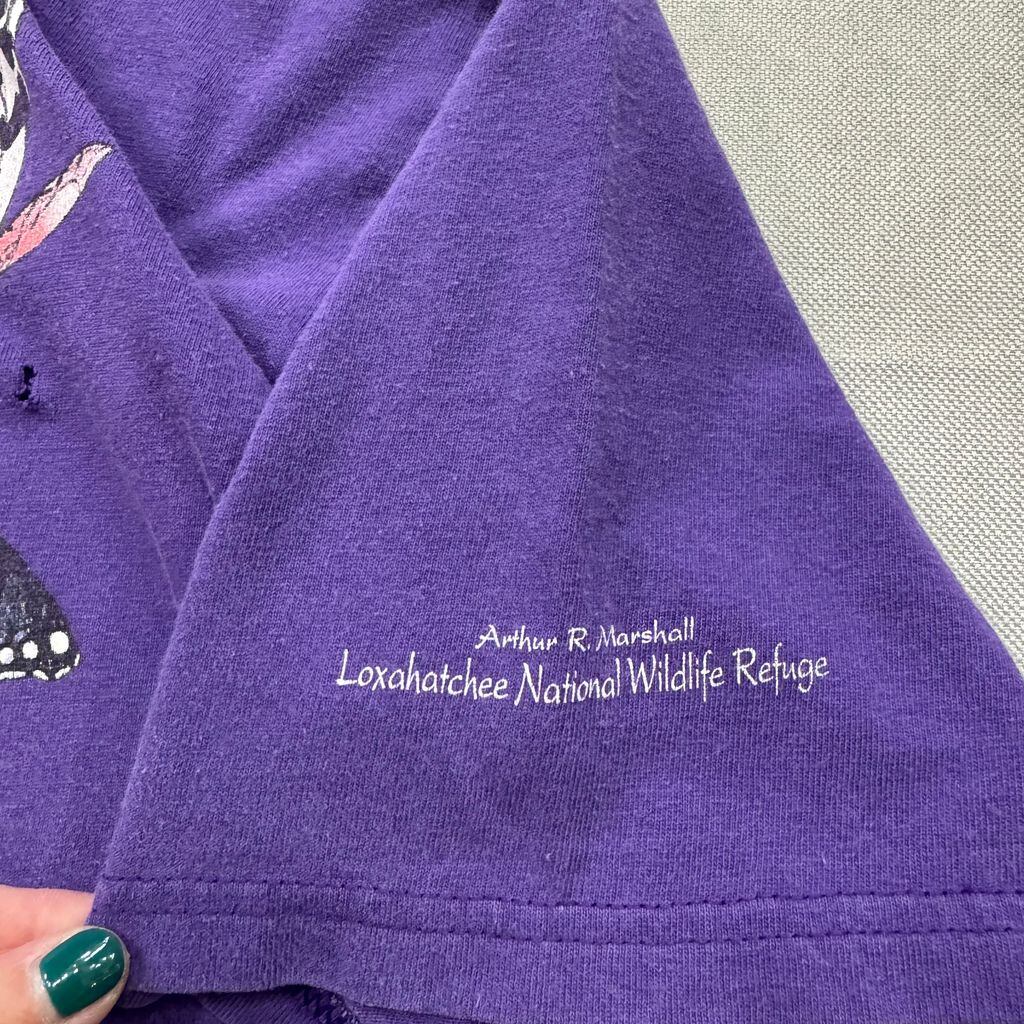 Arthur R. Marshall
Loxahatchee National Wildlife Refuge